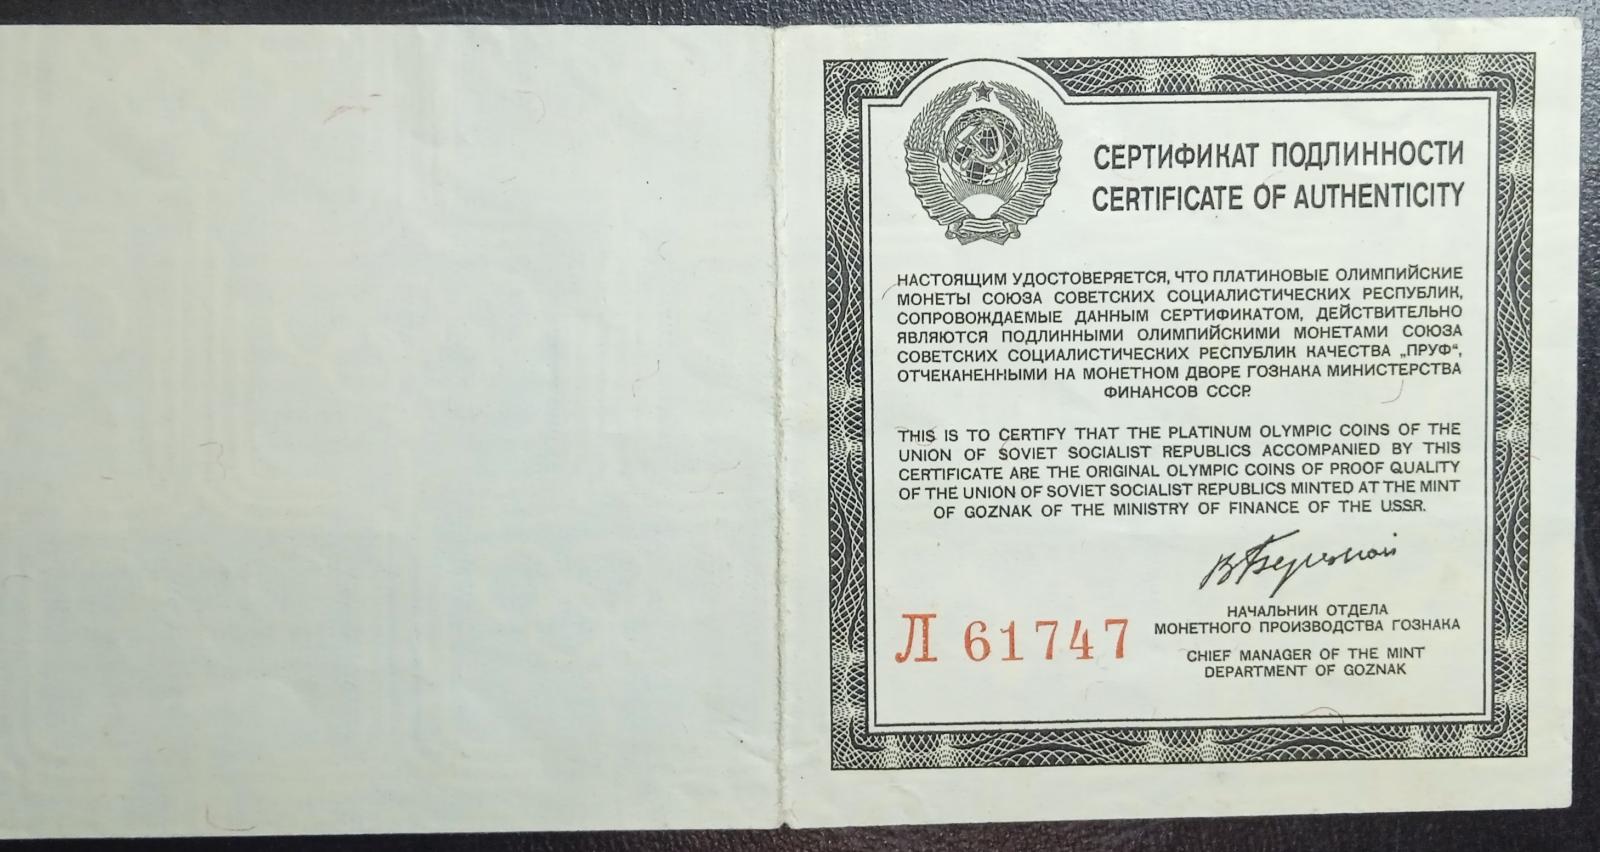 СЕРТИФИКАТ ПОДЛИННОСТИ
CERTIFICATE OF AUTHENTICITY
НАСТОЯЩИМ УДОСТОВЕРЯЕТСЯ, ЧТО ПЛАТИНОВЫЕ ОЛИМПИЙСКИЕ
МОНЕТЫ СОЮЗА СОВЕТСКИХ СОЦИАЛИСТИЧЕСКИХ РЕСПУБЛИК,
СОПРОВОЖДАЕМЫЕ ДАННЫМ СЕРТИФИКАТОМ, ДЕЙСТВИТЕЛЬНО
ЯВЛЯЮТСЯ ПОДЛИННЫМИ ОЛИМПИЙСКИМИ МОНЕТАМИ СОЮЗА
СОВЕТСКИХ СОЦИАЛИСТИЧЕСКИХ РЕСПУБЛИК КАЧЕСТВА „ПРУФ“,
ОТЧЕКАНЕННЫМИ НА МОНЕТНОМ ДВОРЕ ГОЗНАКА МИНИСТЕРСТВА
ФИНАНСОВ СССР.
THIS IS TO CERTIFY THAT THE PLATINUM OLYMPIC COINS OF THE
UNION OF SOVIET SOCIALIST REPUBLICS ACCOMPANIED BY THIS
CERTIFICATE ARE THE ORIGINAL OLYMPIC COINS OF PROOF QUALITY
OF THE UNION OF SOVIET SOCIALIST REPUBLICS MINTED AT THE MINT
OF GOZNAK OF THE MINISTRY OF FINANCE OF THE U.S.S.R.
Л 61747
НАЧАЛЬНИК ОТДЕЛА
МОНЕТНОГО ПРОИЗВОДСТВА ГОЗНАКА
CHIEF MANAGER OF THE MINT
DEPARTMENT OF GOZNAK